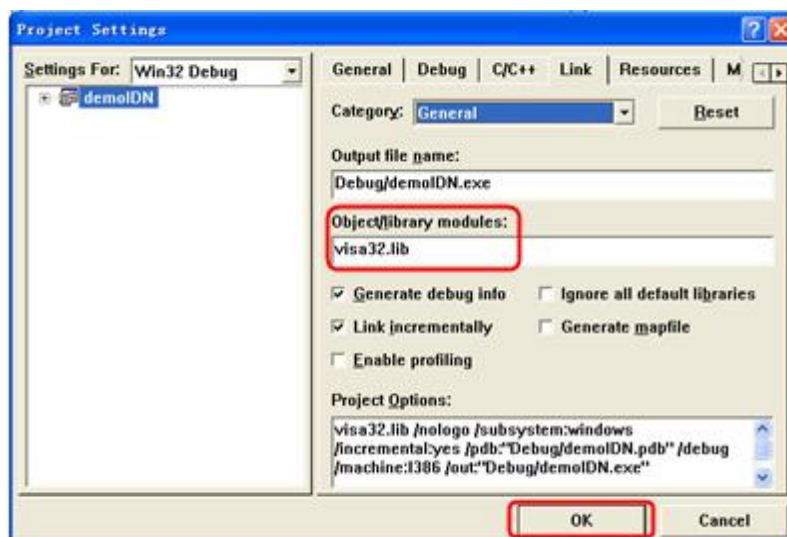 Project Settings
Settings For: Win32 Debug
demoIDN
General Debug C/C++ Link Resources M
Category: General Reset
Output file name:
Debug/demoIDN.exe
Object/library modules:
visa32.lib
Generate debug info Ignore all default libraries
Link incrementally Generate mapfile
Enable profiling
Project Options:
visa32.lib /nologo /subsystem:windows
/incremental:yes /pdb:"Debug/demoIDN.pdb" /debug
/machine:I386 /out:"Debug/demoIDN.exe"
OK Cancel